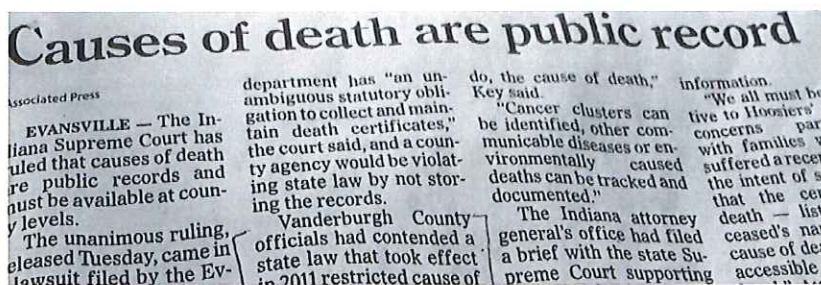 Causes of death are public record
Associated Press
EVANSVILLE — The In-
diana Supreme Court has
ruled that causes of death
are public records and
must be available at coun-
ty levels.
The unanimous ruling,
released Tuesday, came in
lawsuit filed by the Ev-
department has "an un-
ambiguous statutory obli-
gation to collect and main-
tain death certificates,"
the court said, and a coun-
ty agency would be violat-
ing state law by not stor-
ing the records.
Vanderburgh County
officials had contended a
state law that took effect
in 2011 restricted cause of
do, the cause of death,"
Key said.
"Cancer clusters can
be identified, other com-
municable diseases or en-
vironmentally caused
deaths can be tracked and
documented."
The Indiana attorney
general's office had filed
a brief with the state Su-
preme Court supporting
information.
"We all must be
tive to Hoosiers'
concerns
with families
suffered a recen
the intent of s
that the cer
death — list
ceased's na
cause of dea
accessible